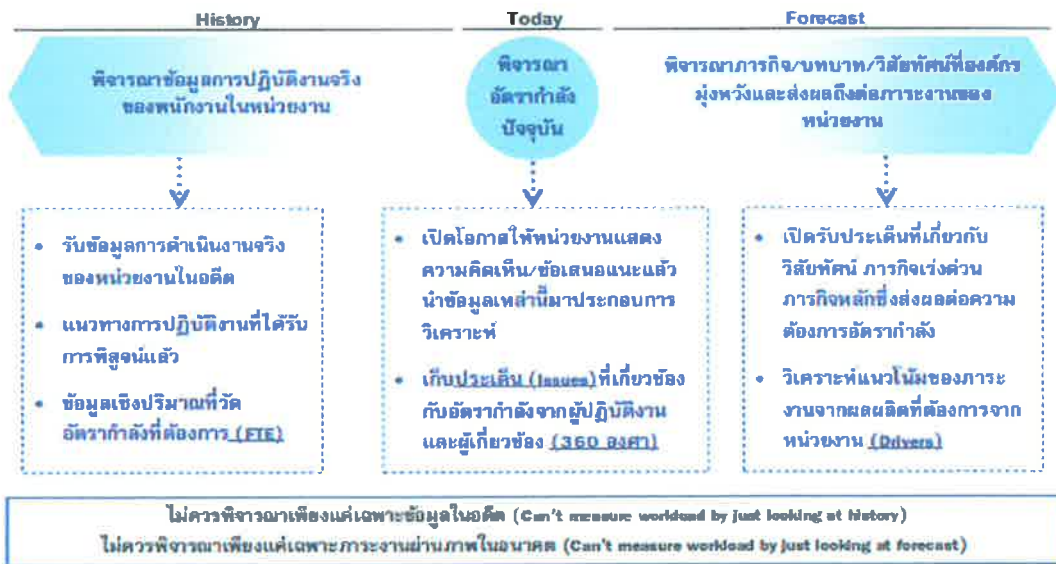 History
Today
Forecast
พิจารณาข้อมูลการปฏิบัติงานจริง
ของพนักงานในหน่วยงาน
พิจารณา
อัตรากำลัง
ปัจจุบัน
พิจารณาภารกิจ/บทบาท/วิสัยทัศน์ที่องค์กร
มุ่งหวังและส่งผลถึงต่อภาระงานของ
หน่วยงาน
• รับข้อมูลการดำเนินงานจริง
ของหน่วยงานในอดีต
• แนวทางการปฏิบัติงานที่ได้รับ
การพิสูจน์แล้ว
• ข้อมูลเชิงปริมาณที่วัด
อัตรากำลังที่ต้องการ (FTE)
• เปิดโอกาสให้หน่วยงานแสดง
ความคิดเห็น/ข้อเสนอแนะแล้ว
นำข้อมูลเหล่านี้มาประกอบการ
วิเคราะห์
• เก็บประเด็น (Issues) ที่เกี่ยวข้อง
กับอัตรากำลังจากผู้ปฏิบัติงาน
และผู้เกี่ยวข้อง (360 องศา)
• เปิดรับประเด็นที่เกี่ยวกับ
วิสัยทัศน์ ภารกิจเร่งด่วน
ภารกิจหลักซึ่งส่งผลต่อความ
ต้องการอัตรากำลัง
• วิเคราะห์แนวโน้มของภาระ
งานจากผลผลิตที่ต้องการจาก
หน่วยงาน (Drivers)
ไม่ควรพิจารณาเพียงแค่เฉพาะข้อมูลในอดีต (Can't measure workload by just looking at history)
ไม่ควรพิจารณาเพียงแค่เฉพาะภาระงานผ่านภาพในอนาคต (Can't measure workload by just looking at forecast)